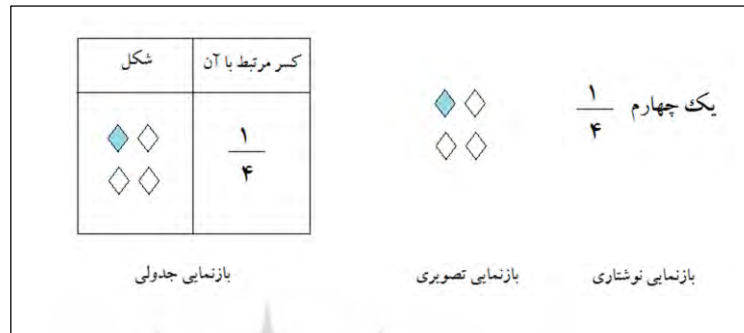 یک چهارم ۱/۴
کسر مرتبط با آن شکل
۱/۴
بازنمایی نوشتاری بازنمایی تصویری بازنمایی جدولی